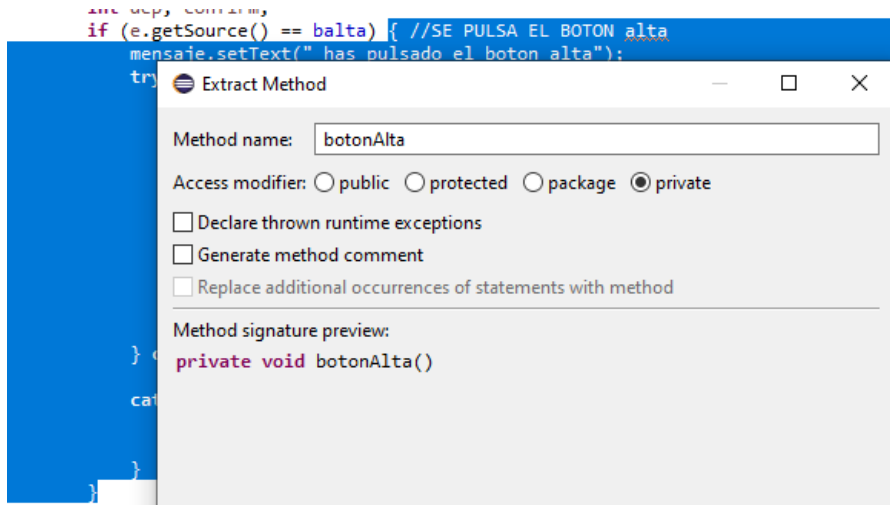 int dep, confirm;
if (e.getSource() == balta) { //SE PULSA EL BOTON alta
mensaje.setText(" has pulsado el boton alta");
try
Extract Method
Method name: botonAlta
Access modifier: public protected package private
Declare thrown runtime exceptions
Generate method comment
Replace additional occurrences of statements with method
Method signature preview:
} c
private void botonAlta()
cat
}
}